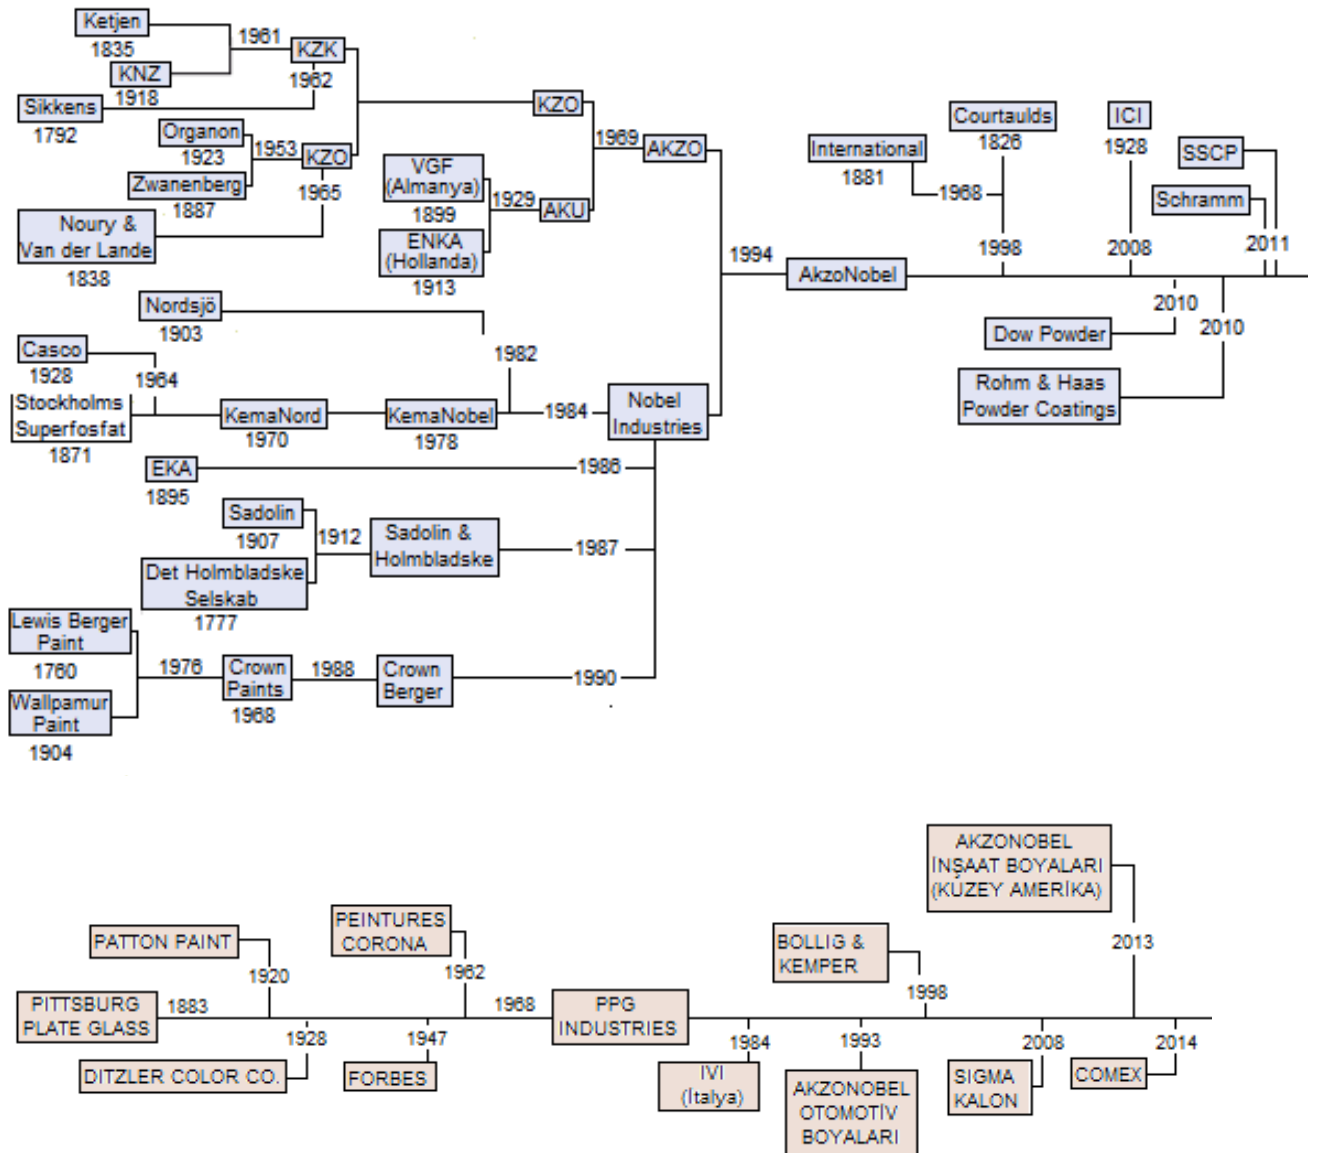 Ketjen
1835
1961
KZK
KNZ
1918
1962
Sikkens
1792
Organon
1923
1953
KZO
Zwanenberg
1887
1965
Noury &
Van der Lande
1838
KZO
1969
AKZO
VGF
(Almanya)
1899
1929
AKU
ENKA
(Hollanda)
1913
1994
AkzoNobel
International
1881
1968
Courtaulds
1826
1998
ICI
1928
2008
SSCP
Schramm
2011
2010
Dow Powder
2010
Rohm & Haas
Powder Coatings
Nordsjö
1903
1982
Casco
1928
1964
Stockholms
Superfosfat
1871
KemaNord
1970
KemaNobel
1978
1984
Nobel
Industries
EKA
1895
1986
Sadolin
1907
1912
Sadolin &
Holmbladske
1987
Det Holmbladske
Selskab
1777
Lewis Berger
Paint
1760
1976
Crown
Paints
1968
1988
Crown
Berger
1990
Wallpamur
Paint
1904
AKZONOBEL
İNŞAAT BOYALARI
(KUZEY AMERİKA)
2013
PATTON PAINT
1920
PEINTURES
CORONA
1962
BOLLIG &
KEMPER
1998
PITTSBURG
PLATE GLASS
1883
1968
PPG
INDUSTRIES
1928
DITZLER COLOR CO.
1947
FORBES
1984
IVI
(İtalya)
1993
AKZONOBEL
OTOMOTİV
BOYALARI
2008
SIGMA
KALON
2014
COMEX